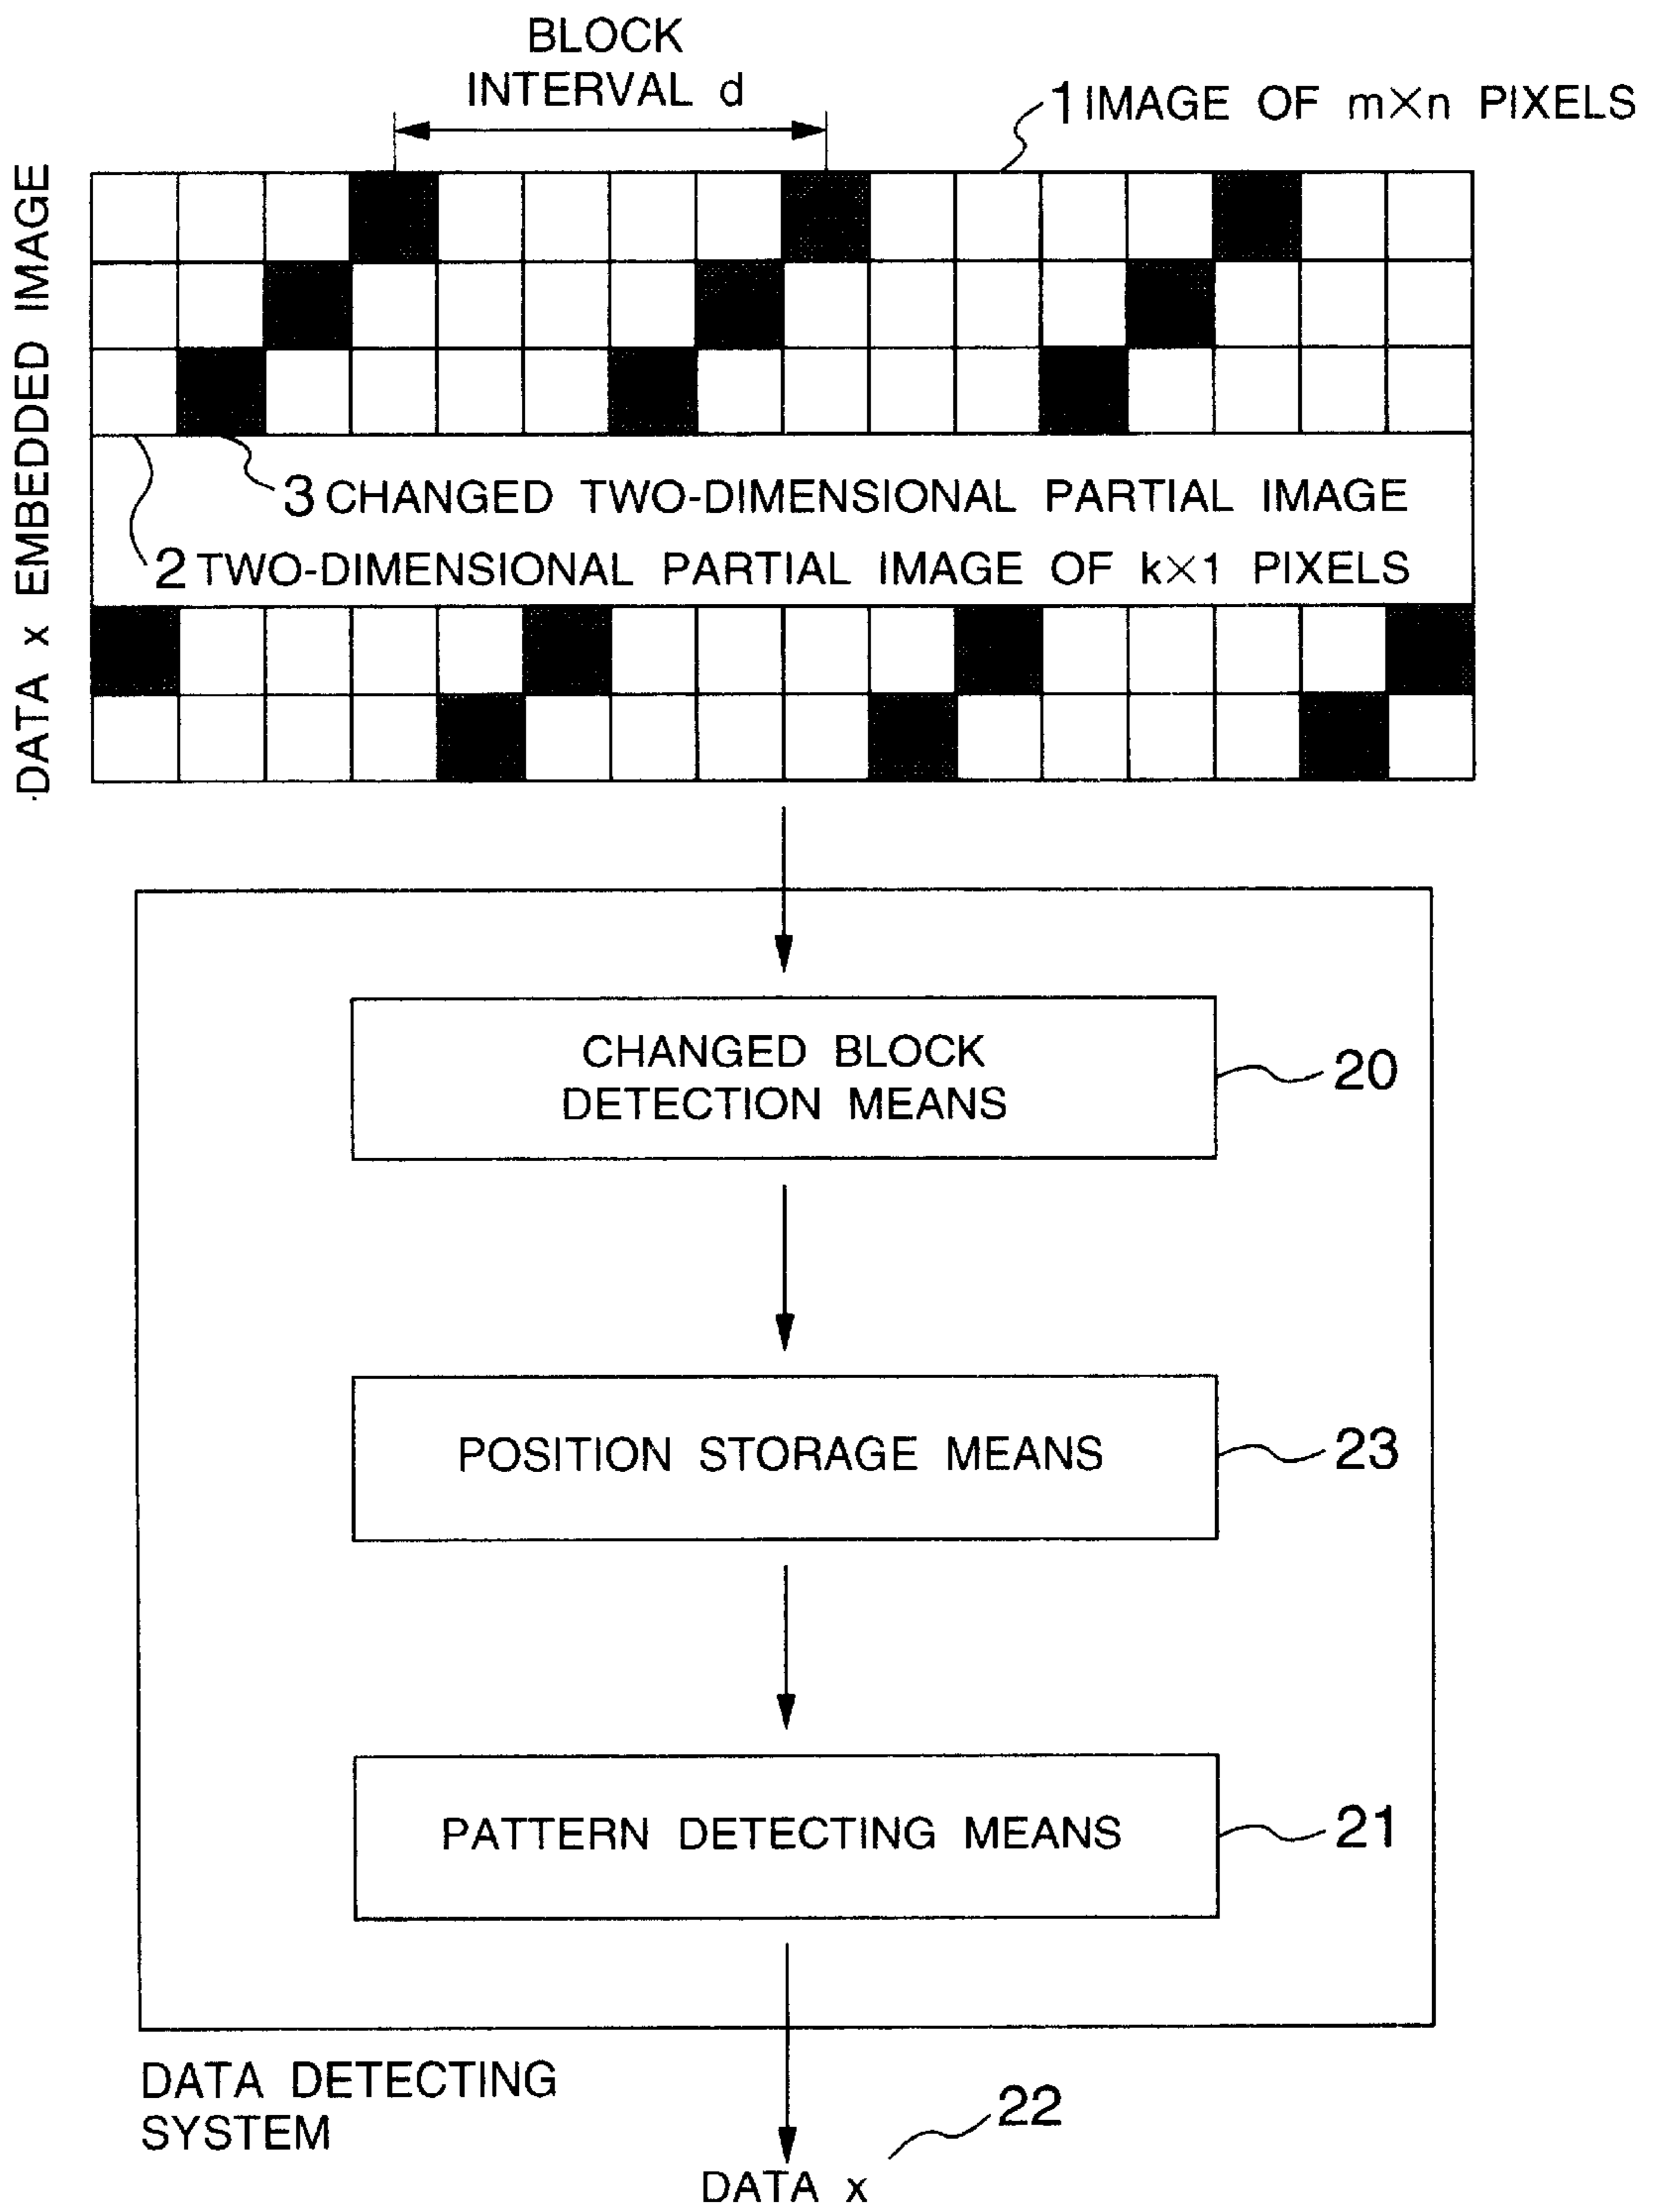 BLOCK
INTERVAL d
1 IMAGE OF m×n PIXELS
DATA x EMBEDDED IMAGE
3 CHANGED TWO-DIMENSIONAL PARTIAL IMAGE
2 TWO-DIMENSIONAL PARTIAL IMAGE OF k×1 PIXELS
CHANGED BLOCK
DETECTION MEANS
20
POSITION STORAGE MEANS
23
PATTERN DETECTING MEANS
21
DATA DETECTING
SYSTEM
22
DATA x